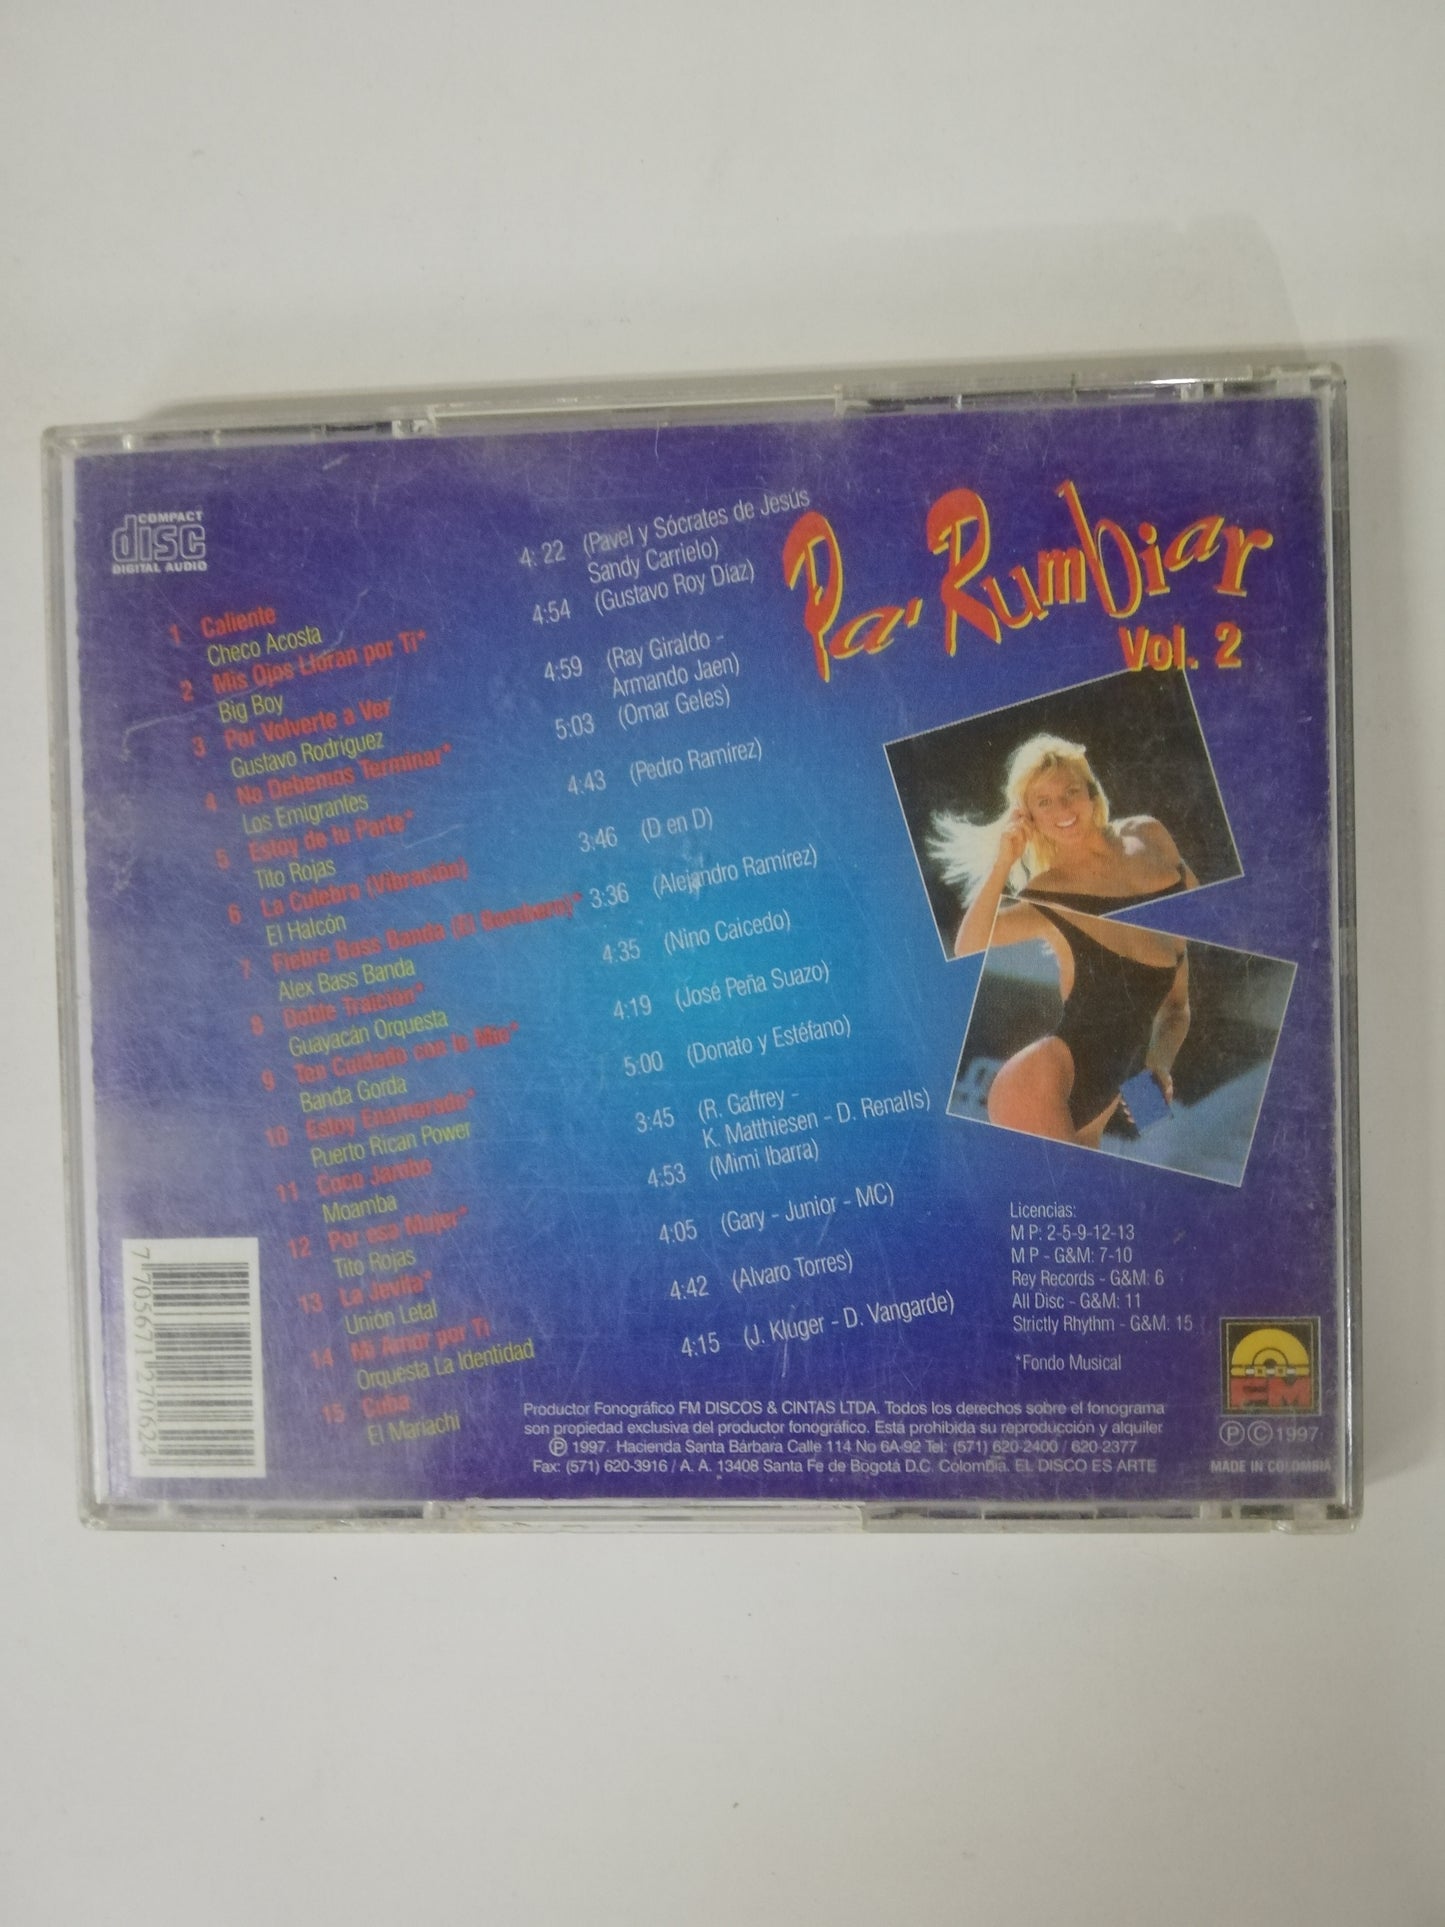 COMPACT
disc
DIGITAL AUDIO
Pa' Rumbiar
Vol. 2
1 Caliente 4:22 (Pavel y Sócrates de Jesús
Checo Acosta Sandy Carrielo)
2 Mis Ojos Lloran por Ti* 4:54 (Gustavo Roy Díaz)
Big Boy
3 Por Volverte a Ver 4:59 (Ray Giraldo -
Gustavo Rodríguez Armando Jaen)
4 No Debemos Terminar* 5:03 (Omar Geles)
Los Emigrantes
5 Estoy de tu Parte* 4:43 (Pedro Ramírez)
Tito Rojas
6 La Culebra (Vibración) 3:46 (D en D)
El Halcón
7 Fiebre Bass Banda (El Bombero)* 3:36 (Alejandro Ramírez)
Alex Bass Banda
8 Doble Traición* 4:35 (Nino Caicedo)
Guayacán Orquesta
9 Ten Cuidado con lo Mío* 4:19 (José Peña Suazo)
Banda Gorda
10 Estoy Enamorado* 5:00 (Donato y Estéfano)
Puerto Rican Power
11 Coco Jambo 3:45 (R. Gaffrey -
Moamba K. Matthiesen - D. Renalls)
12 Por esa Mujer* 4:53 (Mimi Ibarra)
Tito Rojas
13 La Jevita* 4:05 (Gary - Junior - MC)
Unión Letal
14 Mi Amor por Ti 4:42 (Alvaro Torres)
Orquesta La Identidad
15 Cuba 4:15 (J. Kluger - D. Vangarde)
El Mariachi
Licencias:
M P: 2-5-9-12-13
M P - G&M: 7-10
Rey Records - G&M: 6
All Disc - G&M: 11
Strictly Rhythm - G&M: 15
*Fondo Musical
7 705671 270624
Productor Fonográfico FM DISCOS & CINTAS LTDA. Todos los derechos sobre el fonograma
son propiedad exclusiva del productor fonográfico. Está prohibida su reproducción y alquiler
Ⓟ 1997. Hacienda Santa Bárbara Calle 114 No 6A-92 Tel: (571) 620-2400 / 620-2377
Fax: (571) 620-3916 / A. A. 13408 Santa Fe de Bogotá D.C. Colombia. EL DISCO ES ARTE
FM
Ⓟ©1997
MADE IN COLOMBIA